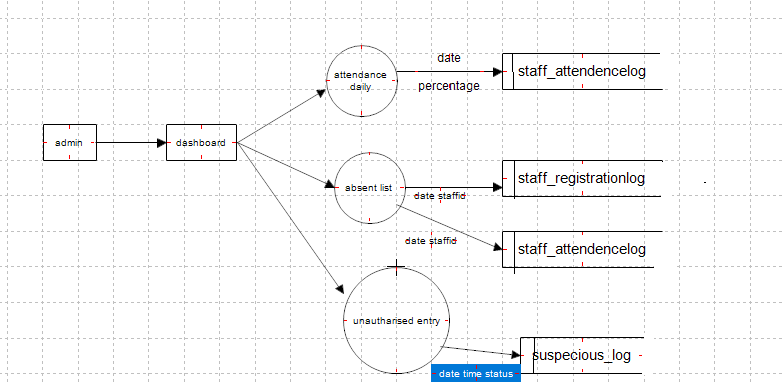 date
attendance
daily
percentage
staff_attendencelog
admin
dashboard
absent list
date staffid
staff_registrationlog
date staffid
staff_attendencelog
unautharised entry
suspecious_log
date time status